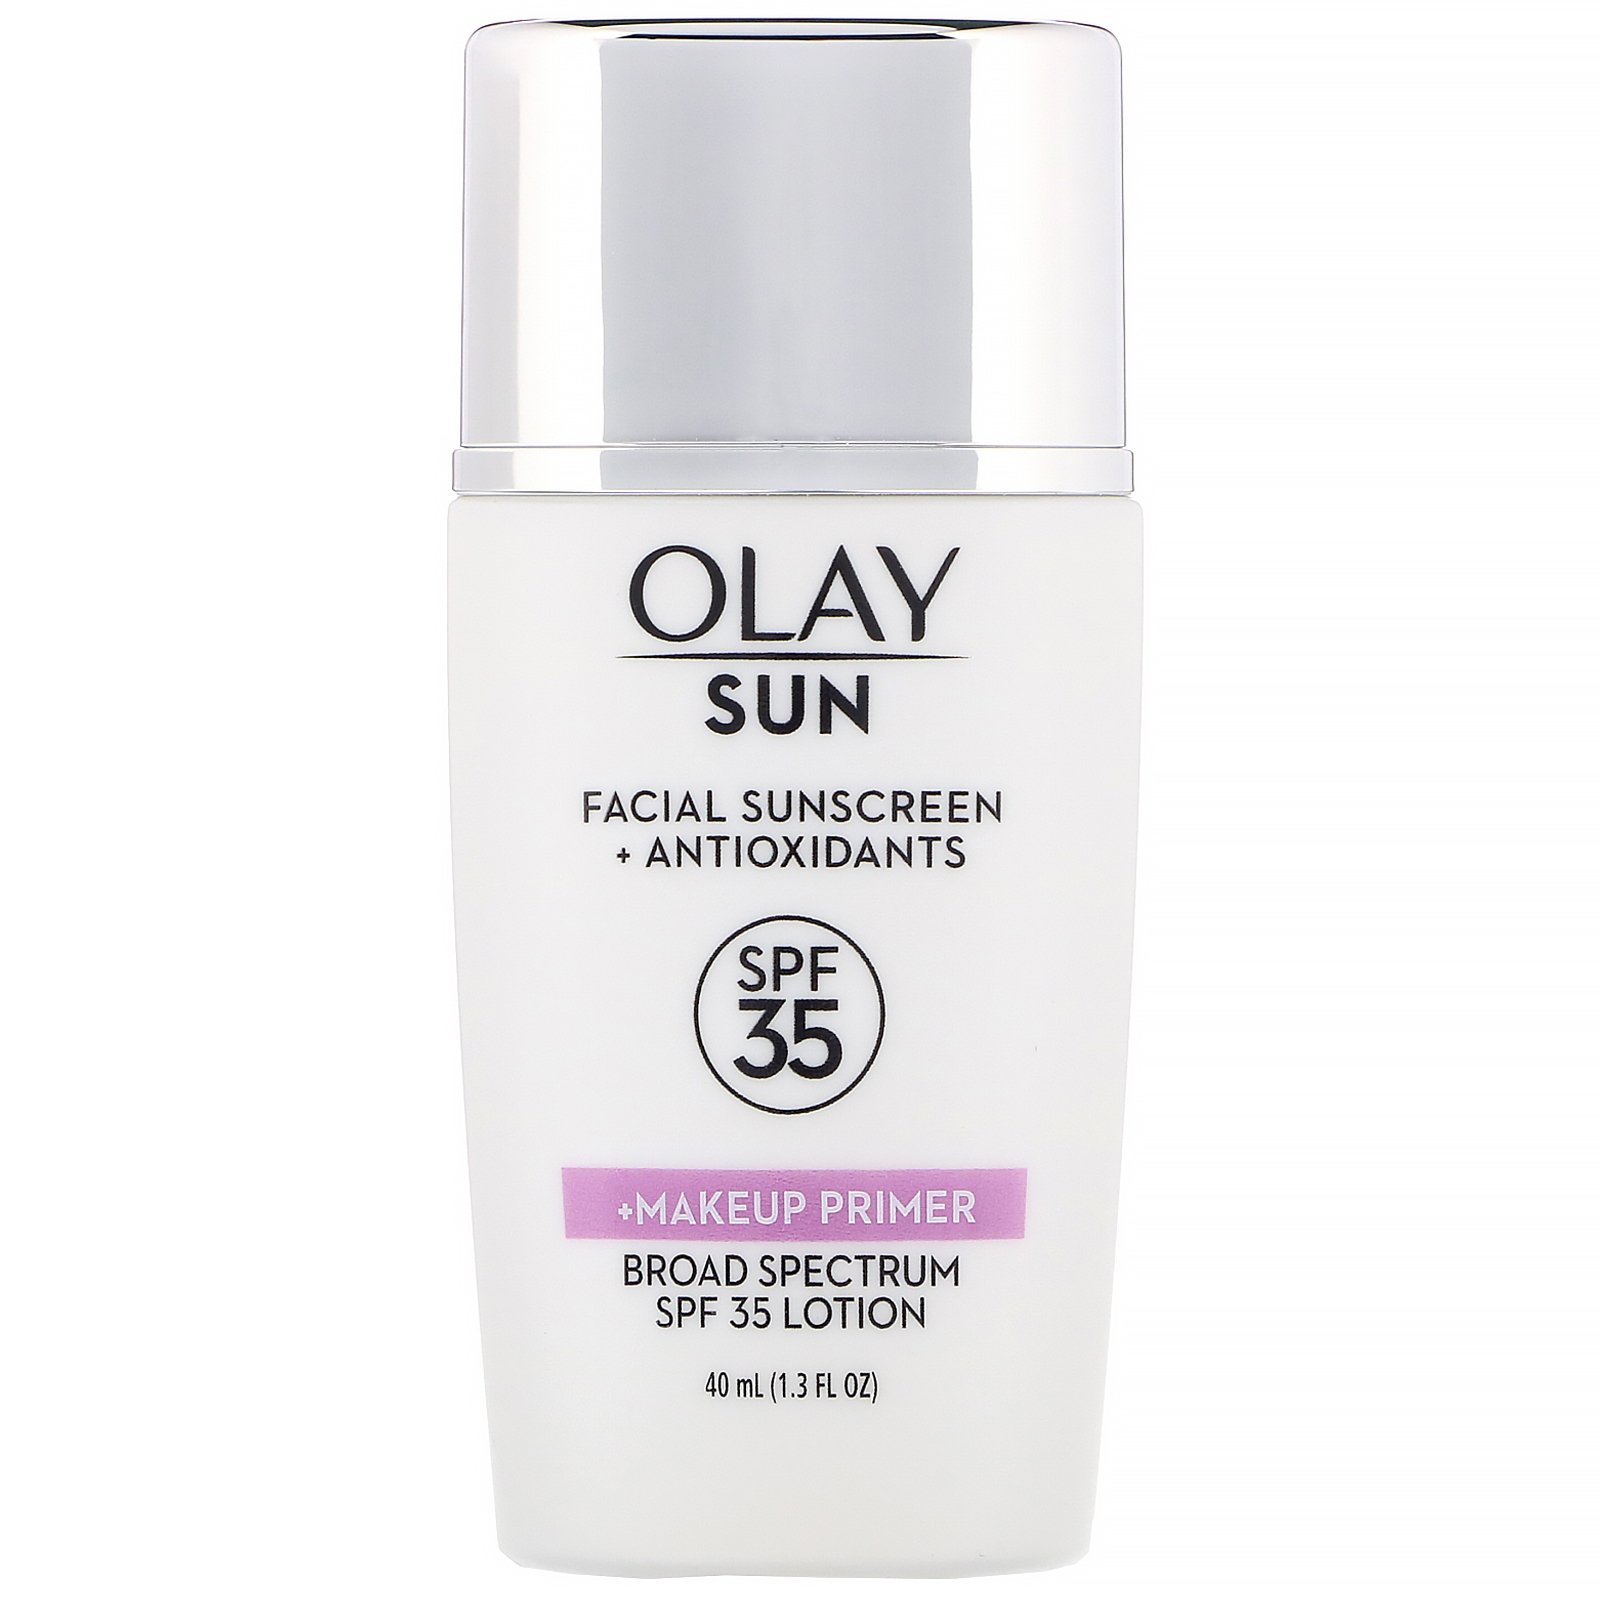 OLAY
SUN
FACIAL SUNSCREEN
+ ANTIOXIDANTS
SPF
35
+MAKEUP PRIMER
BROAD SPECTRUM
SPF 35 LOTION
40 mL (1.3 FL OZ)